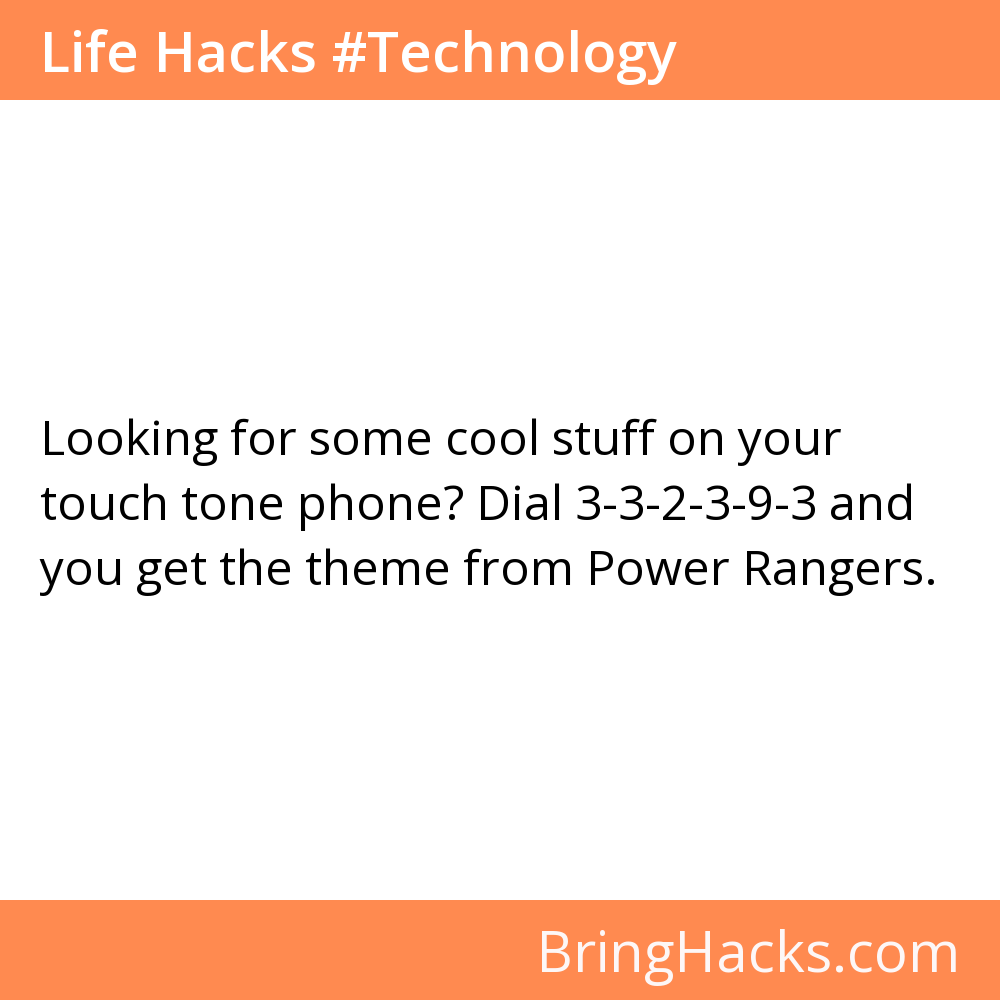 Life Hacks #Technology
Looking for some cool stuff on your
touch tone phone? Dial 3-3-2-3-9-3 and
you get the theme from Power Rangers.
BringHacks.com